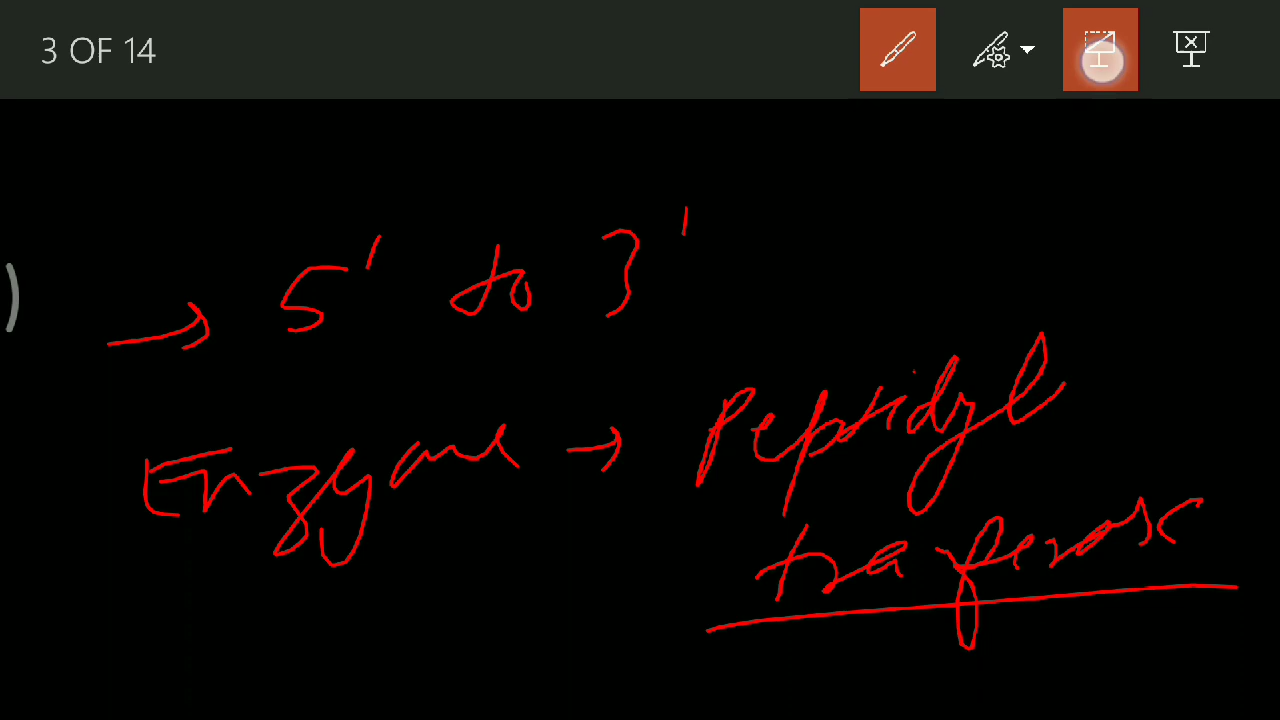 3 OF 14
→ 5' to 3'
Enzyme → Peptidyl
transferase